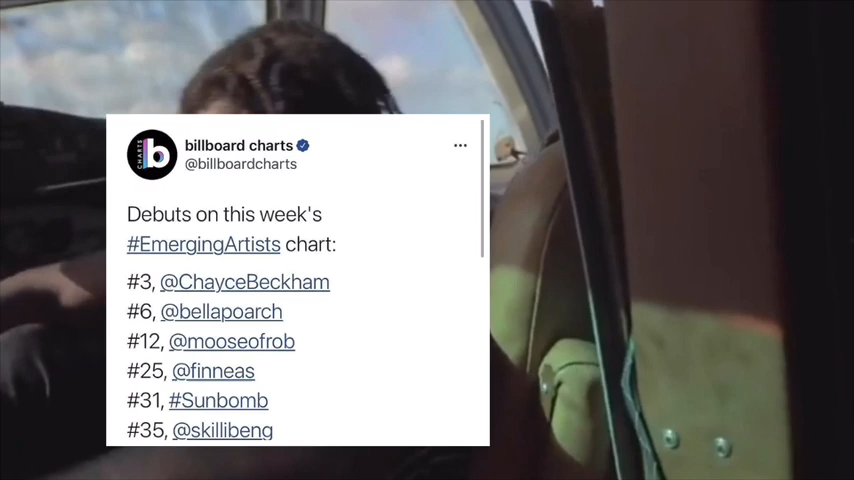 CHARTS b
billboard charts
@billboardcharts
Debuts on this week's
#EmergingArtists chart:
#3, @ChayceBeckham
#6, @bellapoarch
#12, @mooseofrob
#25, @finneas
#31, #Sunbomb
#35, @skillibeng